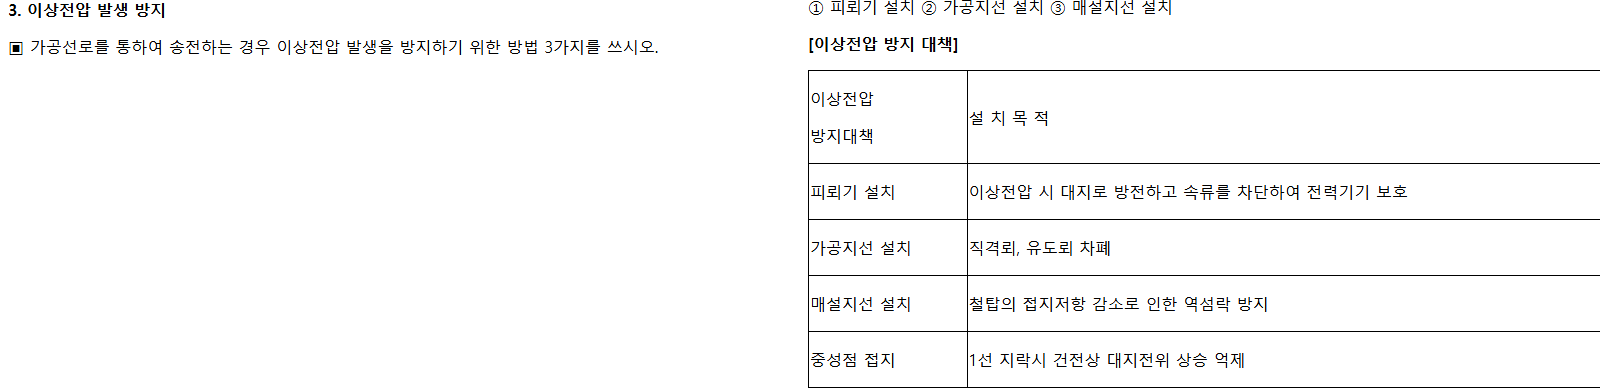 3. 이상전압 발생 방지
▣ 가공선로를 통하여 송전하는 경우 이상전압 발생을 방지하기 위한 방법 3가지를 쓰시오.
① 피뢰기 설치 ② 가공지선 설치 ③ 매설지선 설치
[이상전압 방지 대책]
이상전압
방지대책
설 치 목 적
피뢰기 설치
이상전압 시 대지로 방전하고 속류를 차단하여 전력기기 보호
가공지선 설치
직격뢰, 유도뢰 차폐
매설지선 설치
철탑의 접지저항 감소로 인한 역섬락 방지
중성점 접지
1선 지락시 건전상 대지전위 상승 억제